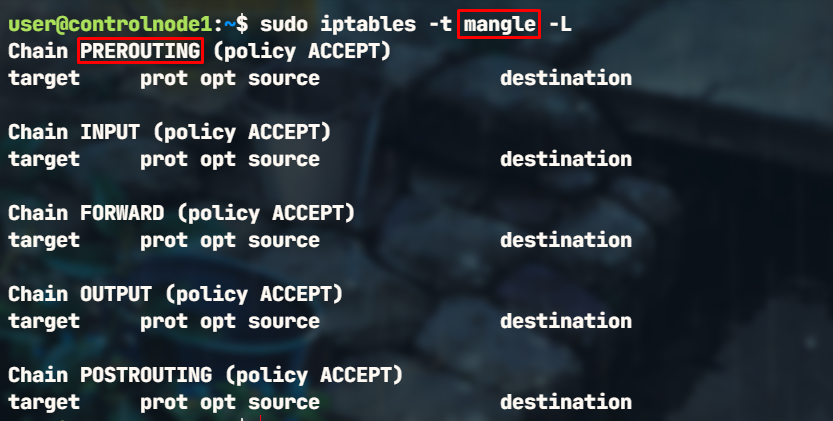 user@controlnode1:~$ sudo iptables -t mangle -L
Chain PREROUTING (policy ACCEPT)
target     prot opt source               destination

Chain INPUT (policy ACCEPT)
target     prot opt source               destination

Chain FORWARD (policy ACCEPT)
target     prot opt source               destination

Chain OUTPUT (policy ACCEPT)
target     prot opt source               destination

Chain POSTROUTING (policy ACCEPT)
target     prot opt source               destination